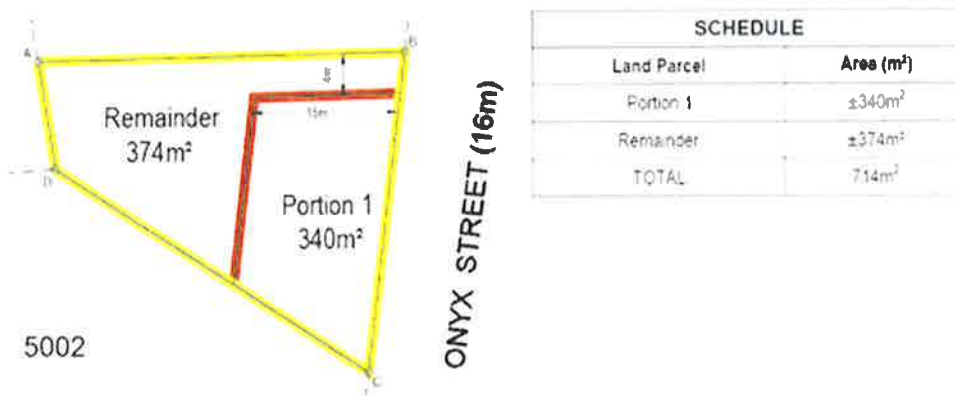 A
B
4m
15m
Remainder
374m²
Portion 1
340m²
D
C
5002
ONYX STREET (16m)
SCHEDULE
Land Parcel Area (m²)
Portion 1 ±340m²
Remainder ±374m²
TOTAL 714m²